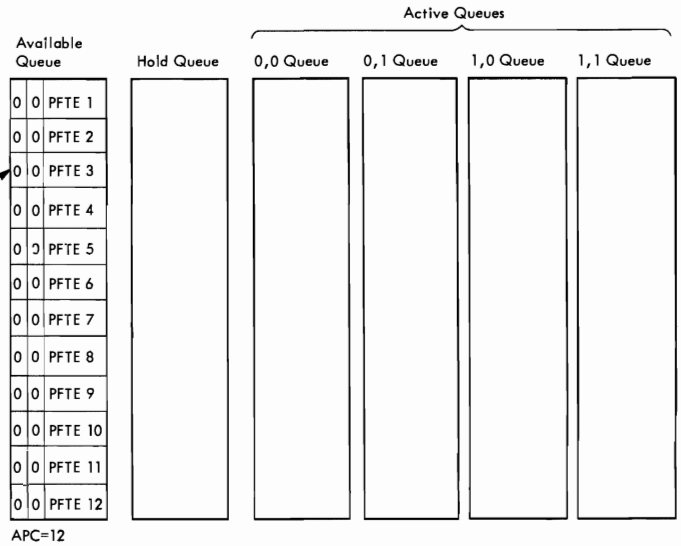 Active Queues
Available
Queue
Hold Queue
0,0 Queue
0,1 Queue
1,0 Queue
1,1 Queue
0 0 PFTE 1
0 0 PFTE 2
0 0 PFTE 3
0 0 PFTE 4
0 0 PFTE 5
0 0 PFTE 6
0 0 PFTE 7
0 0 PFTE 8
0 0 PFTE 9
0 0 PFTE 10
0 0 PFTE 11
0 0 PFTE 12
APC=12